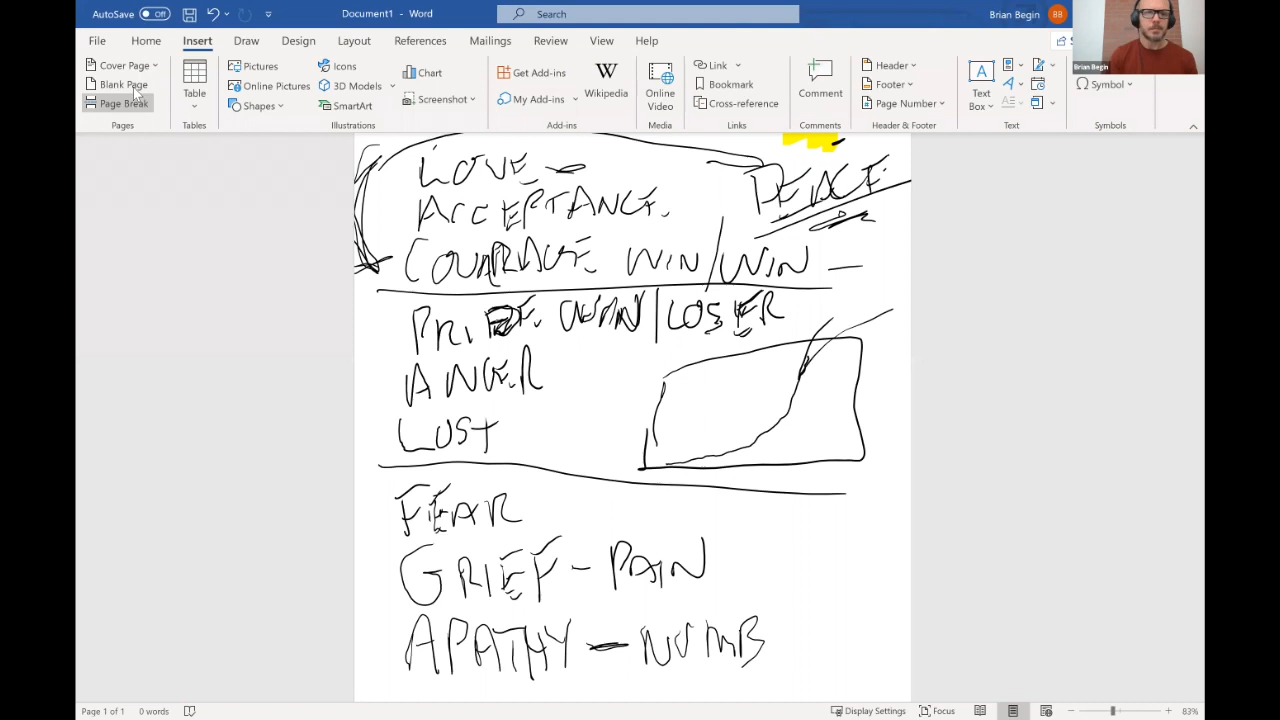 AutoSave Off Document1 - Word Search Brian Begin BB
File Home Insert Draw Design Layout References Mailings Review View Help
Cover Page Blank Page Page Break Pages
Table Tables
Pictures Online Pictures Shapes Icons 3D Models SmartArt Chart Screenshot Illustrations
Get Add-ins My Add-ins Wikipedia Add-ins
Online Video Media
Link Bookmark Cross-reference Links
Comment Comments
Header Footer Page Number Header & Footer
Text Box Text
Symbol Symbols
Brian Begin
LOVE -
PEACE
ACCEPTANCE.
COURAGE WIN/WIN -
PRIDE. WIN/LOSER
ANGER
LUST
FEAR
GRIEF - PAIN
APATHY - NUMB
Page 1 of 1 0 words Display Settings Focus 83%